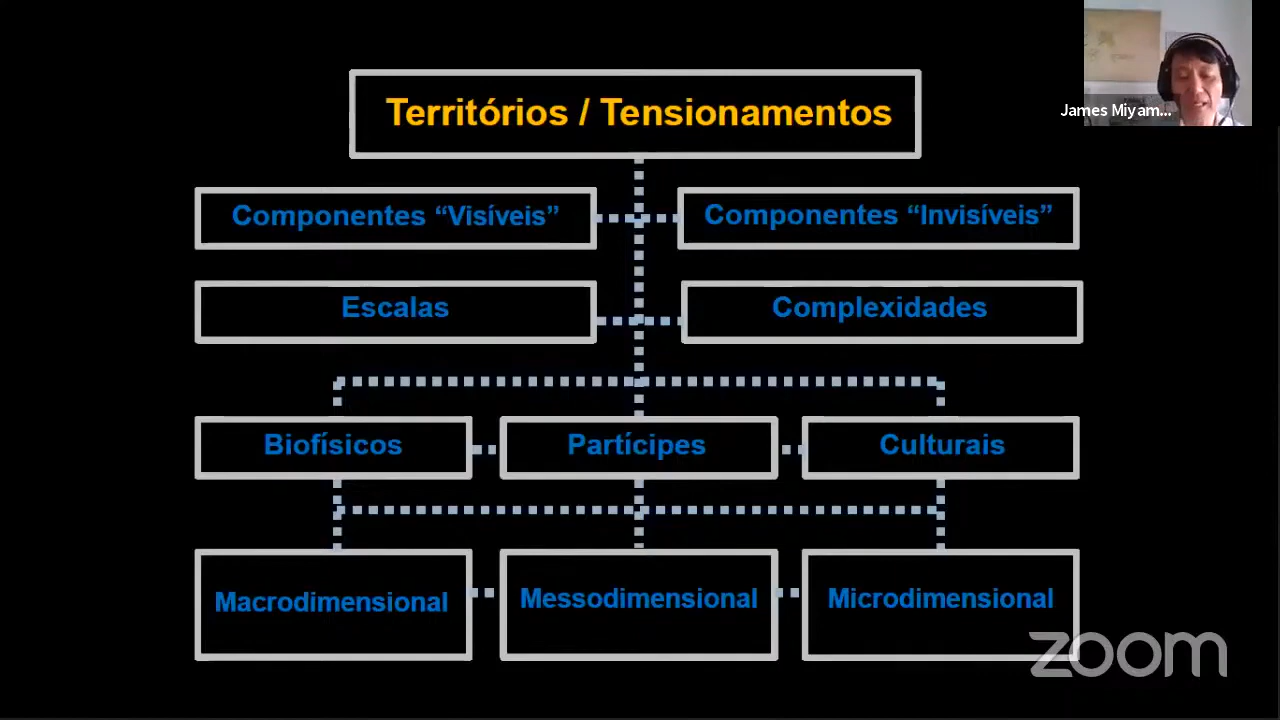 Territórios / Tensionamentos
James Miyam...
Componentes “Visíveis”
Componentes “Invisíveis”
Escalas
Complexidades
Biofísicos
Partícipes
Culturais
Macrodimensional
Messodimensional
Microdimensional
zoom